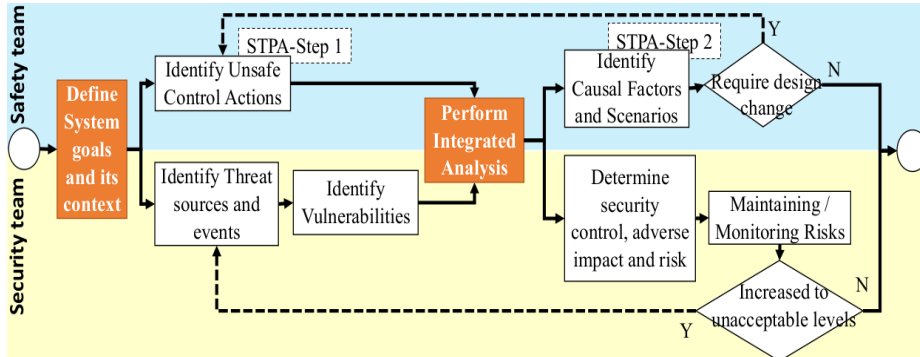 Safety team
Security team
Define
System
goals
and its
context
STPA-Step 1
Identify Unsafe
Control Actions
Identify Threat
sources and
events
Identify
Vulnerabilities
Perform
Integrated
Analysis
STPA-Step 2
Identify
Causal Factors
and Scenarios
Y
Require design
change
N
Determine
security
control, adverse
impact and risk
Maintaining /
Monitoring Risks
Increased to
unacceptable levels
Y
N